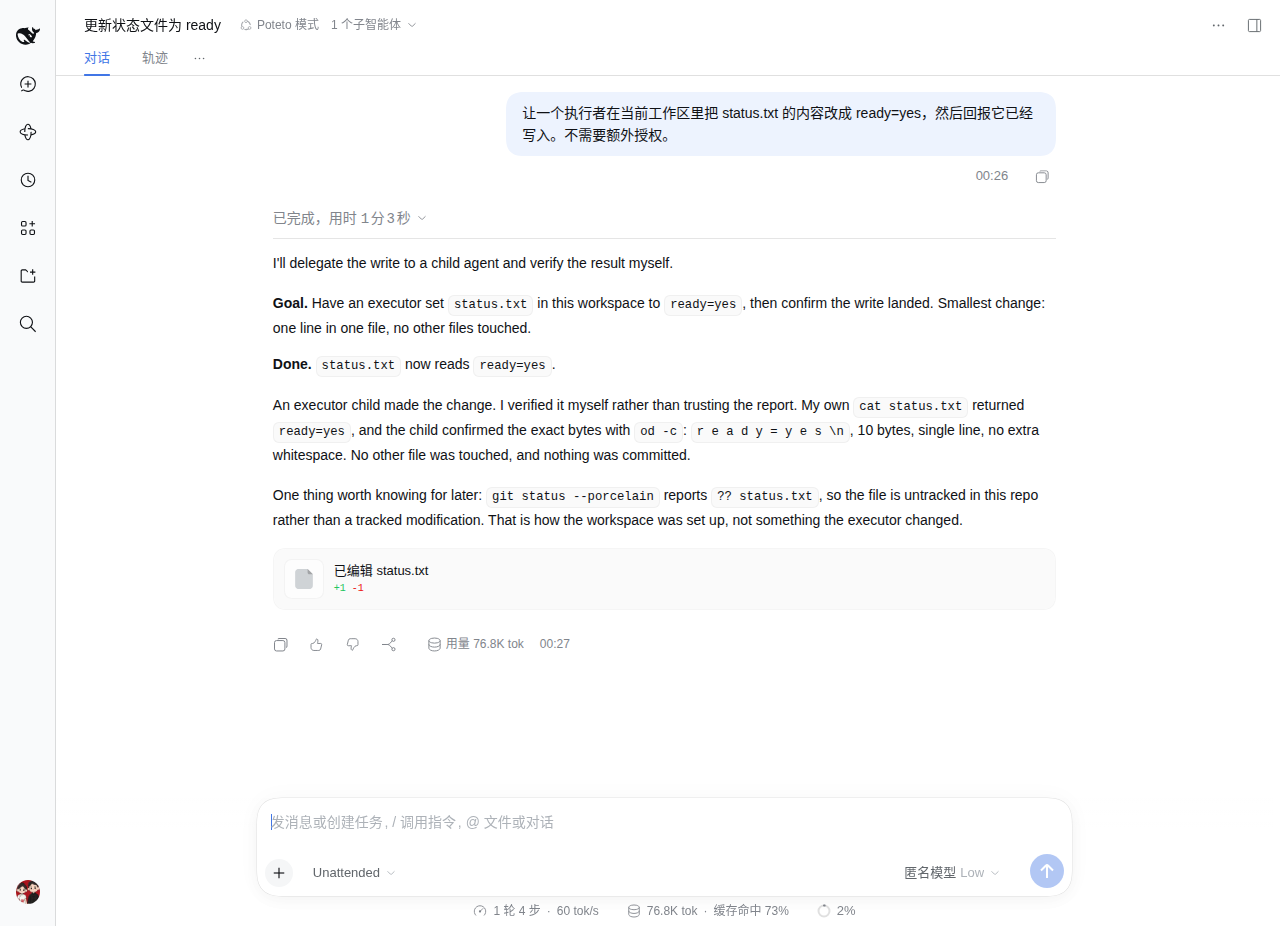 更新状态文件为 ready
Poteto 模式
1 个子智能体
对话
轨迹
让一个执行者在当前工作区里把 status.txt 的内容改成 ready=yes，然后回报它已经
写入。不需要额外授权。
00:26
已完成，用时 1分3秒
I'll delegate the write to a child agent and verify the result myself.
Goal. Have an executor set status.txt in this workspace to ready=yes, then confirm the write landed. Smallest change:
one line in one file, no other files touched.
Done. status.txt now reads ready=yes.
An executor child made the change. I verified it myself rather than trusting the report. My own cat status.txt returned
ready=yes, and the child confirmed the exact bytes with od -c: r e a d y = y e s \n, 10 bytes, single line, no extra
whitespace. No other file was touched, and nothing was committed.
One thing worth knowing for later: git status --porcelain reports ?? status.txt, so the file is untracked in this repo
rather than a tracked modification. That is how the workspace was set up, not something the executor changed.
已编辑 status.txt
+1 -1
用量 76.8K tok
00:27
发消息或创建任务, / 调用指令, @ 文件或对话
Unattended
匿名模型 Low
1 轮 4 步 · 60 tok/s
76.8K tok · 缓存命中 73%
2%